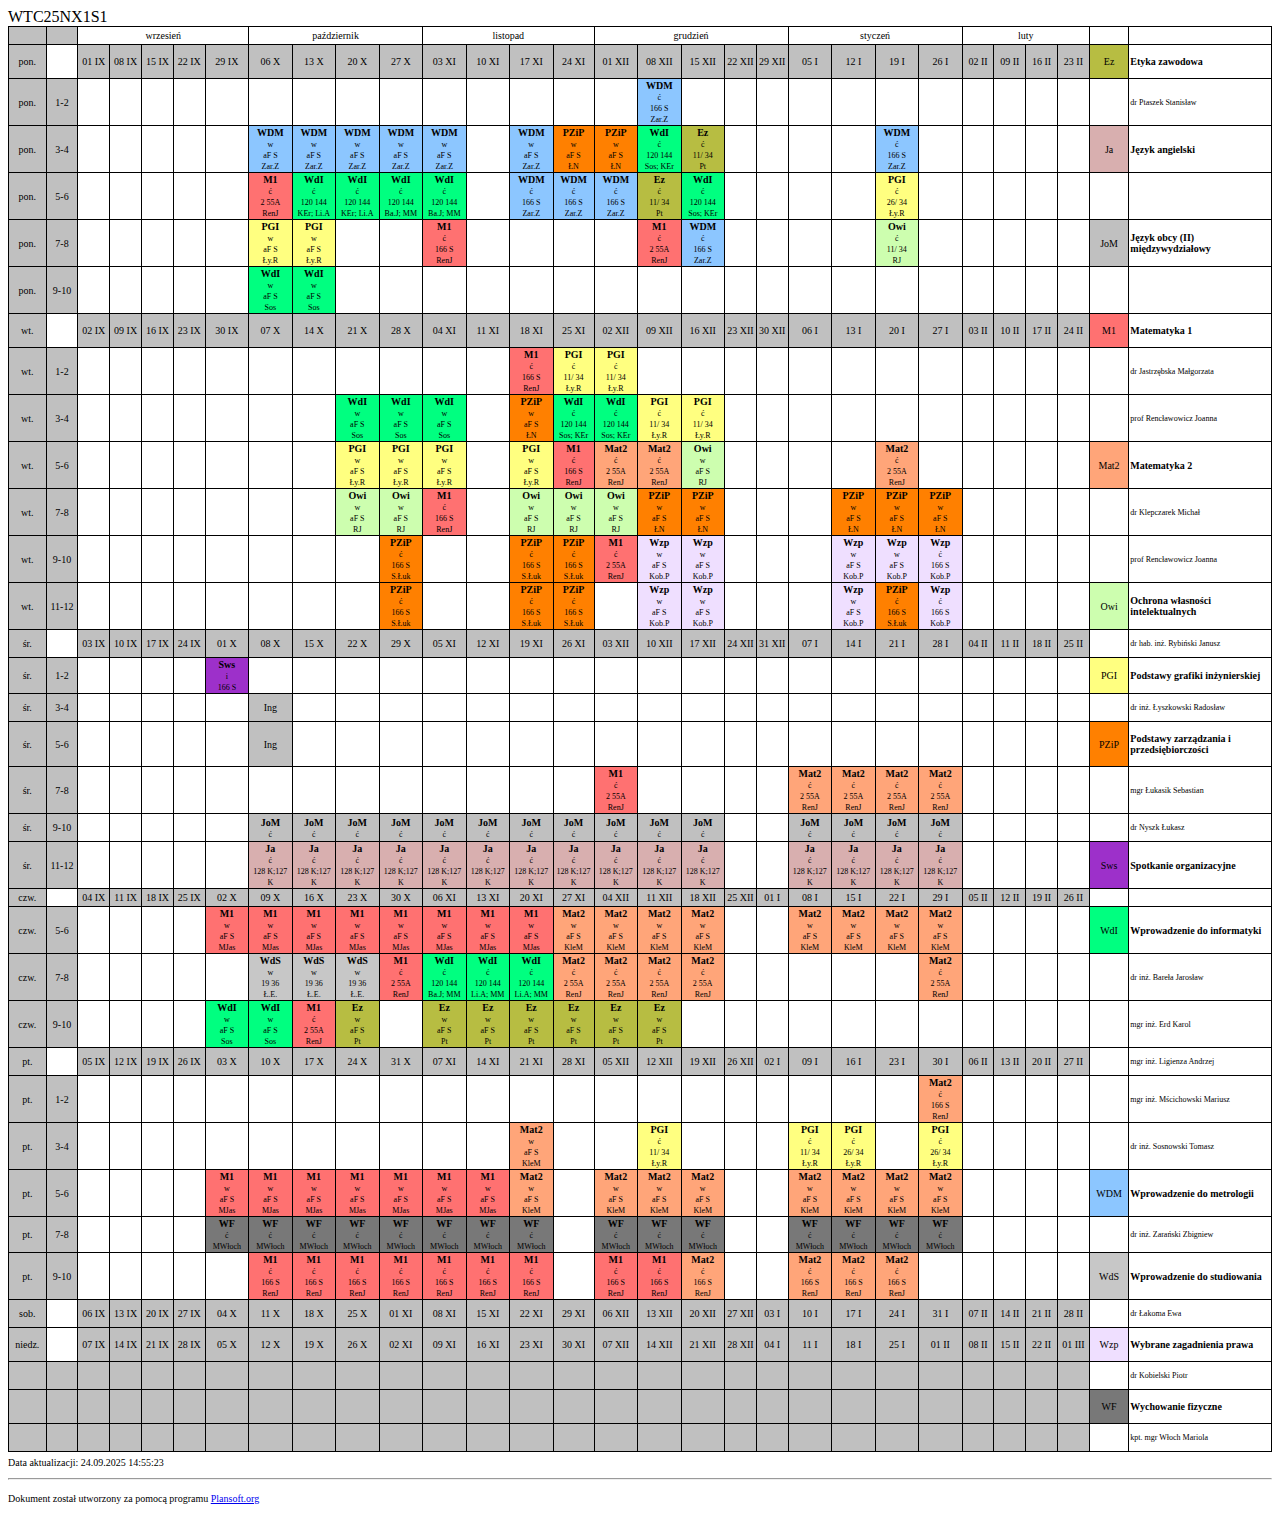 WTC25NX1S1
wrzesień październik listopad grudzień styczeń luty
pon. 01 IX 08 IX 15 IX 22 IX 29 IX 06 X 13 X 20 X 27 X 03 XI 10 XI 17 XI 24 XI 01 XII 08 XII 15 XII 22 XII 29 XII 05 I 12 I 19 I 26 I 02 II 09 II 16 II 23 II Ez Etyka zawodowa
pon. 1-2 WDM dr Ptaszek Stanisław
ć
166 S
Zar.Z
pon. 3-4 WDM WDM WDM WDM WDM WDM PZiP PZiP WdI Ez WDM Ja Język angielski
w w w w w w w w ć ć ć
aF S aF S aF S aF S aF S aF S aF S aF S 120 144 11/ 34 166 S
Zar.Z Zar.Z Zar.Z Zar.Z Zar.Z Zar.Z ŁN ŁN Sos; KEr Pt Zar.Z
pon. 5-6 M1 WdI WdI WdI WdI WDM WDM WDM Ez WdI PGI
ć ć ć ć ć ć ć ć ć ć ć
2 55A 120 144 120 144 120 144 120 144 166 S 166 S 166 S 11/ 34 120 144 26/ 34
RenJ KEr; Li.A KEr; Li.A Ba.J; MM Ba.J; MM Zar.Z Zar.Z Zar.Z Pt Sos; KEr Ły.R
pon. 7-8 PGI PGI M1 M1 WDM Owi JoM Język obcy (II) międzywydziałowy
w w ć ć ć ć
aF S aF S 166 S 2 55A 166 S 11/ 34
Ły.R Ły.R RenJ RenJ Zar.Z RJ
pon. 9-10 WdI WdI
w w
aF S aF S
Sos Sos
wt. 02 IX 09 IX 16 IX 23 IX 30 IX 07 X 14 X 21 X 28 X 04 XI 11 XI 18 XI 25 XI 02 XII 09 XII 16 XII 23 XII 30 XII 06 I 13 I 20 I 27 I 03 II 10 II 17 II 24 II M1 Matematyka 1
wt. 1-2 M1 PGI PGI dr Jastrzębska Małgorzata
ć ć ć
166 S 11/ 34 11/ 34
RenJ Ły.R Ły.R
wt. 3-4 WdI WdI WdI PZiP WdI WdI PGI PGI prof Rencławowicz Joanna
w w w w ć ć ć ć
aF S aF S aF S aF S 120 144 120 144 11/ 34 11/ 34
Sos Sos Sos ŁN Sos; KEr Sos; KEr Ły.R Ły.R
wt. 5-6 PGI PGI PGI PGI M1 Mat2 Mat2 Owi Mat2 Mat2 Matematyka 2
w w w w ć ć ć w ć
aF S aF S aF S aF S 166 S 2 55A 2 55A aF S 2 55A
Ły.R Ły.R Ły.R Ły.R RenJ RenJ RenJ RJ RenJ
wt. 7-8 Owi Owi M1 Owi Owi Owi PZiP PZiP PZiP PZiP PZiP dr Klepczarek Michał
w w ć w w w w w w w w
aF S aF S 166 S aF S aF S aF S aF S aF S aF S aF S aF S
RJ RJ RenJ RJ RJ RJ ŁN ŁN ŁN ŁN ŁN
wt. 9-10 PZiP PZiP PZiP M1 Wzp Wzp Wzp Wzp Wzp prof Rencławowicz Joanna
ć ć ć ć w w w w ć
166 S 166 S 166 S 2 55A aF S aF S aF S aF S 166 S
S.Łuk S.Łuk S.Łuk RenJ Kob.P Kob.P Kob.P Kob.P Kob.P
wt. 11-12 PZiP PZiP PZiP Wzp Wzp Wzp PZiP Wzp Owi Ochrona własności intelektualnych
ć ć ć w w w ć ć
166 S 166 S 166 S aF S aF S aF S 166 S 166 S
S.Łuk S.Łuk S.Łuk Kob.P Kob.P Kob.P S.Łuk Kob.P
śr. 03 IX 10 IX 17 IX 24 IX 01 X 08 X 15 X 22 X 29 X 05 XI 12 XI 19 XI 26 XI 03 XII 10 XII 17 XII 24 XII 31 XII 07 I 14 I 21 I 28 I 04 II 11 II 18 II 25 II dr hab. inż. Rybiński Janusz
śr. 1-2 Sws PGI Podstawy grafiki inżynierskiej
i
166 S
śr. 3-4 Ing dr inż. Łyszkowski Radosław
śr. 5-6 Ing PZiP Podstawy zarządzania i przedsiębiorczości
śr. 7-8 M1 Mat2 Mat2 Mat2 Mat2 mgr Łukasik Sebastian
ć ć ć ć ć
2 55A 2 55A 2 55A 2 55A 2 55A
RenJ RenJ RenJ RenJ RenJ
śr. 9-10 JoM JoM JoM JoM JoM JoM JoM JoM JoM JoM JoM JoM JoM JoM JoM dr Nyszk Łukasz
ć ć ć ć ć ć ć ć ć ć ć ć ć ć ć
śr. 11-12 Ja Ja Ja Ja Ja Ja Ja Ja Ja Ja Ja Ja Ja Ja Ja Sws Spotkanie organizacyjne
ć ć ć ć ć ć ć ć ć ć ć ć ć ć ć
128 K;127 128 K;127 128 K;127 128 K;127 128 K;127 128 K;127 128 K;127 128 K;127 128 K;127 128 K;127 128 K;127 128 K;127 128 K;127 128 K;127 128 K;127
K K K K K K K K K K K K K K K
czw. 04 IX 11 IX 18 IX 25 IX 02 X 09 X 16 X 23 X 30 X 06 XI 13 XI 20 XI 27 XI 04 XII 11 XII 18 XII 25 XII 01 I 08 I 15 I 22 I 29 I 05 II 12 II 19 II 26 II
czw. 5-6 M1 M1 M1 M1 M1 M1 M1 M1 Mat2 Mat2 Mat2 Mat2 Mat2 Mat2 Mat2 Mat2 WdI Wprowadzenie do informatyki
w w w w w w w w w w w w w w w w
aF S aF S aF S aF S aF S aF S aF S aF S aF S aF S aF S aF S aF S aF S aF S aF S
MJas MJas MJas MJas MJas MJas MJas MJas KleM KleM KleM KleM KleM KleM KleM KleM
czw. 7-8 WdS WdS WdS M1 WdI WdI WdI Mat2 Mat2 Mat2 Mat2 Mat2 dr inż. Bareła Jarosław
w w w ć ć ć ć ć ć ć ć ć
19 36 19 36 19 36 2 55A 120 144 120 144 120 144 2 55A 2 55A 2 55A 2 55A 2 55A
Ł.E. Ł.E. Ł.E. RenJ Ba.J; MM Li.A; MM Li.A; MM RenJ RenJ RenJ RenJ RenJ
czw. 9-10 WdI WdI M1 Ez Ez Ez Ez Ez Ez Ez mgr inż. Erd Karol
w w ć w w w w w w w
aF S aF S 2 55A aF S aF S aF S aF S aF S aF S aF S
Sos Sos RenJ Pt Pt Pt Pt Pt Pt Pt
pt. 05 IX 12 IX 19 IX 26 IX 03 X 10 X 17 X 24 X 31 X 07 XI 14 XI 21 XI 28 XI 05 XII 12 XII 19 XII 26 XII 02 I 09 I 16 I 23 I 30 I 06 II 13 II 20 II 27 II mgr inż. Ligienza Andrzej
pt. 1-2 Mat2 mgr inż. Mścichowski Mariusz
ć
166 S
RenJ
pt. 3-4 Mat2 PGI PGI PGI PGI dr inż. Sosnowski Tomasz
w ć ć ć ć
aF S 11/ 34 11/ 34 26/ 34 26/ 34
KleM Ły.R Ły.R Ły.R Ły.R
pt. 5-6 M1 M1 M1 M1 M1 M1 M1 Mat2 Mat2 Mat2 Mat2 Mat2 Mat2 Mat2 Mat2 WDM Wprowadzenie do metrologii
w w w w w w w w w w w w w w w
aF S aF S aF S aF S aF S aF S aF S aF S aF S aF S aF S aF S aF S aF S aF S
MJas MJas MJas MJas MJas MJas MJas KleM KleM KleM KleM KleM KleM KleM KleM
pt. 7-8 WF WF WF WF WF WF WF WF WF WF WF WF WF WF WF dr inż. Zarański Zbigniew
ć ć ć ć ć ć ć ć ć ć ć ć ć ć ć
MWłoch MWłoch MWłoch MWłoch MWłoch MWłoch MWłoch MWłoch MWłoch MWłoch MWłoch MWłoch MWłoch MWłoch MWłoch
pt. 9-10 M1 M1 M1 M1 M1 M1 M1 M1 M1 Mat2 Mat2 Mat2 Mat2 WdS Wprowadzenie do studiowania
ć ć ć ć ć ć ć ć ć ć ć ć ć
166 S 166 S 166 S 166 S 166 S 166 S 166 S 166 S 166 S 166 S 166 S 166 S 166 S
RenJ RenJ RenJ RenJ RenJ RenJ RenJ RenJ RenJ RenJ RenJ RenJ RenJ
sob. 06 IX 13 IX 20 IX 27 IX 04 X 11 X 18 X 25 X 01 XI 08 XI 15 XI 22 XI 29 XI 06 XII 13 XII 20 XII 27 XII 03 I 10 I 17 I 24 I 31 I 07 II 14 II 21 II 28 II dr Łakoma Ewa
niedz. 07 IX 14 IX 21 IX 28 IX 05 X 12 X 19 X 26 X 02 XI 09 XI 16 XI 23 XI 30 XI 07 XII 14 XII 21 XII 28 XII 04 I 11 I 18 I 25 I 01 II 08 II 15 II 22 II 01 III Wzp Wybrane zagadnienia prawa
dr Kobielski Piotr
WF Wychowanie fizyczne
kpt. mgr Włoch Mariola
Data aktualizacji: 24.09.2025 14:55:23
Dokument został utworzony za pomocą programu Plansoft.org